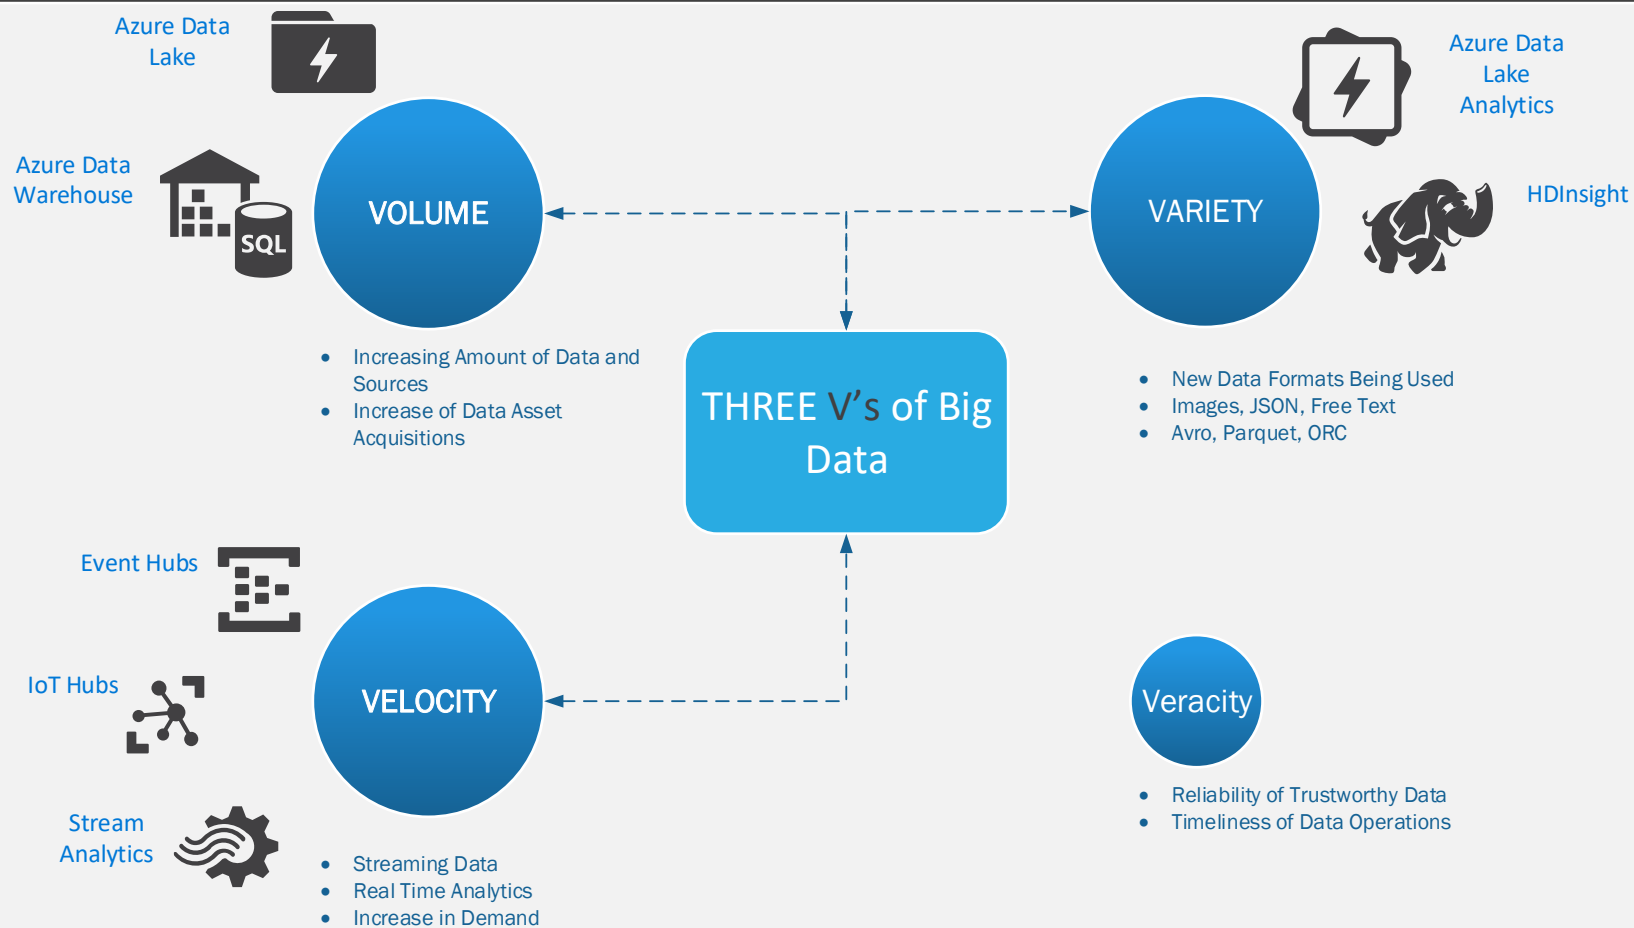 Azure Data
Lake
Azure Data
Warehouse
SQL
VOLUME
• Increasing Amount of Data and
Sources
• Increase of Data Asset
Acquisitions
Azure Data
Lake
Analytics
HDInsight
VARIETY
• New Data Formats Being Used
• Images, JSON, Free Text
• Avro, Parquet, ORC
THREE V’s of Big
Data
Event Hubs
IoT Hubs
Stream
Analytics
VELOCITY
• Streaming Data
• Real Time Analytics
• Increase in Demand
Veracity
• Reliability of Trustworthy Data
• Timeliness of Data Operations